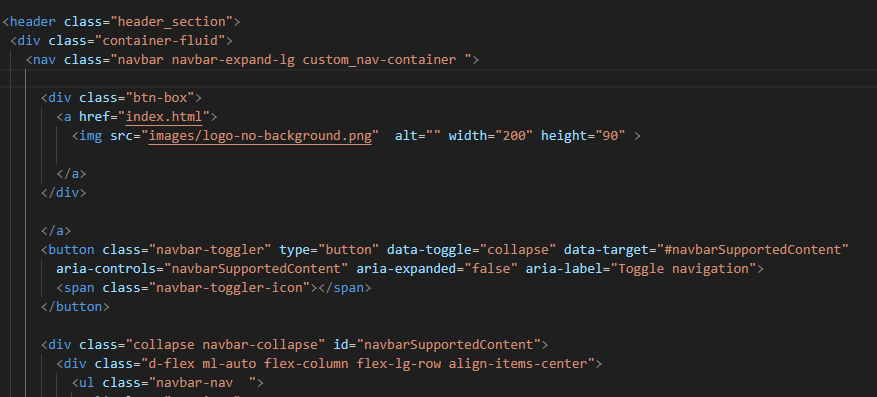 <header class="header_section">
<div class="container-fluid">
<nav class="navbar navbar-expand-lg custom_nav-container ">
<div class="btn-box">
<a href="index.html">
<img src="images/logo-no-background.png"  alt="" width="200" height="90" >
</a>
</div>
</a>
<button class="navbar-toggler" type="button" data-toggle="collapse" data-target="#navbarSupportedContent"
aria-controls="navbarSupportedContent" aria-expanded="false" aria-label="Toggle navigation">
<span class="navbar-toggler-icon"></span>
</button>
<div class="collapse navbar-collapse" id="navbarSupportedContent">
<div class="d-flex ml-auto flex-column flex-lg-row align-items-center">
<ul class="navbar-nav  ">